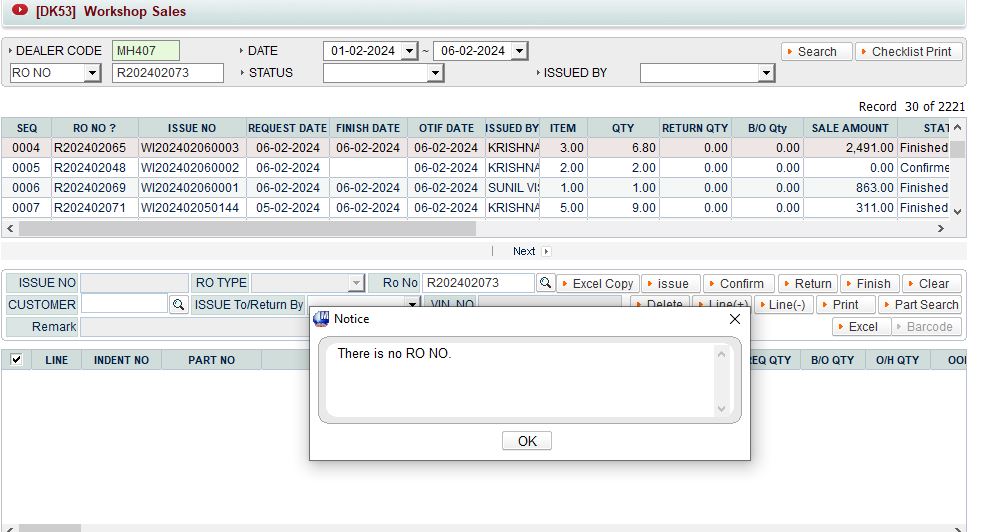 [DK53] Workshop Sales
DEALER CODE MH407 DATE 01-02-2024 ~ 06-02-2024 Search Checklist Print
RO NO R202402073 STATUS ISSUED BY
Record 30 of 2221
SEQ RO NO ? ISSUE NO REQUEST DATE FINISH DATE OTIF DATE ISSUED BY ITEM QTY RETURN QTY B/O Qty SALE AMOUNT STAT
0004 R202402065 WI202402060003 06-02-2024 06-02-2024 06-02-2024 KRISHNA 3.00 6.80 0.00 0.00 2,491.00 Finished
0005 R202402048 WI202402060002 06-02-2024 06-02-2024 KRISHNA 2.00 2.00 0.00 0.00 0.00 Confirme
0006 R202402069 WI202402060001 06-02-2024 06-02-2024 06-02-2024 SUNIL VI 1.00 1.00 0.00 0.00 863.00 Finished
0007 R202402071 WI202402050144 05-02-2024 06-02-2024 06-02-2024 KRISHNA 5.00 9.00 0.00 0.00 311.00 Finished
Next
ISSUE NO RO TYPE Ro No R202402073 Excel Copy issue Confirm Return Finish Clear
CUSTOMER ISSUE To/Return By VIN NO Delete Line(+) Line(-) Print Part Search
Remark Excel Barcode
LINE INDENT NO PART NO EQ QTY B/O QTY O/H QTY OOI
Notice
There is no RO NO.
OK